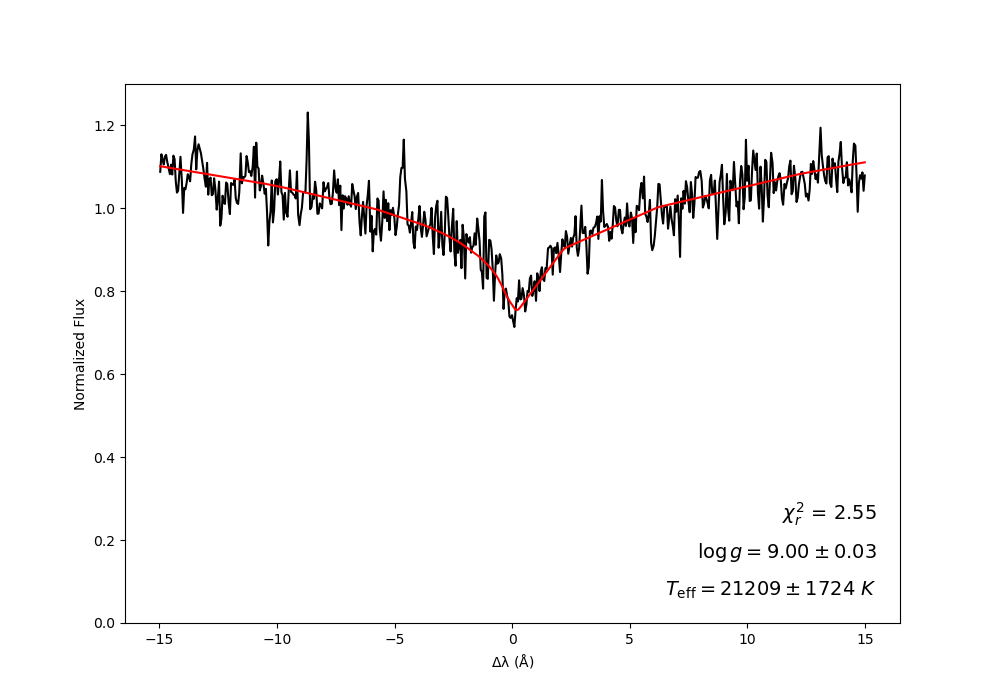 1.2
1.0
0.8
0.6
0.4
0.2
0.0
Normalized Flux
χ²ᵣ = 2.55
log g = 9.00 ± 0.03
T_eff = 21209 ± 1724 K
−15 −10 −5 0 5 10 15
Δλ (Å)